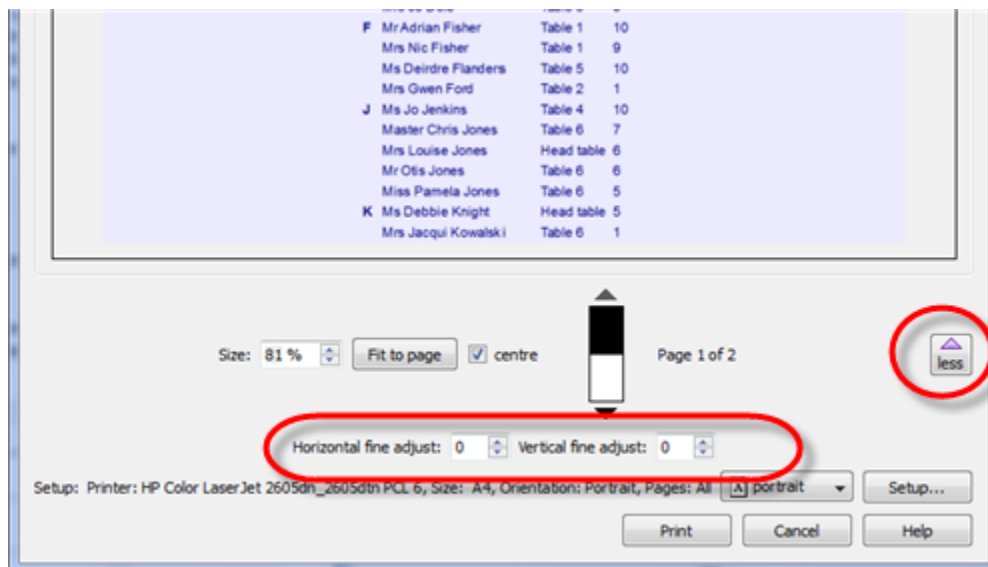 F Mr Adrian Fisher Table 1 10
Mrs Nic Fisher Table 1 9
Ms Deirdre Flanders Table 5 10
Mrs Gwen Ford Table 2 1
J Ms Jo Jenkins Table 4 10
Master Chris Jones Table 6 7
Mrs Louise Jones Head table 6
Mr Otis Jones Table 6 6
Miss Pamela Jones Table 6 5
K Ms Debbie Knight Head table 5
Mrs Jacqui Kowalski Table 6 1
Size: 81 % Fit to page centre Page 1 of 2 less
Horizontal fine adjust: 0 Vertical fine adjust: 0
Setup: Printer: HP Color LaserJet 2605dn_2605dtn PCL 6, Size: A4, Orientation: Portrait, Pages: All A portrait Setup...
Print Cancel Help